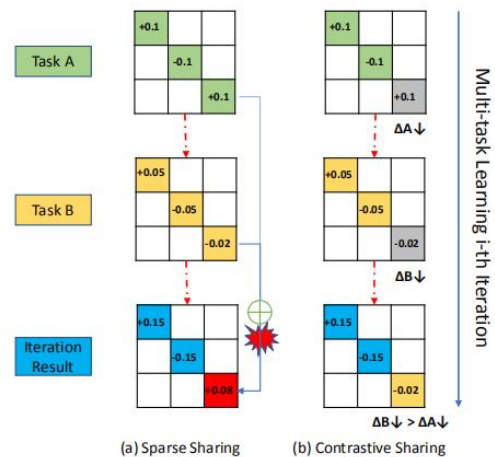 Task A
+0.1
-0.1
+0.1
+0.1
-0.1
+0.1
ΔA↓
Task B
+0.05
-0.05
-0.02
+0.05
-0.05
-0.02
ΔB↓
Iteration
Result
+0.15
-0.15
+0.08
+0.15
-0.15
-0.02
ΔB↓ > ΔA↓
(a) Sparse Sharing
(b) Contrastive Sharing
Multi-task Learning i-th Iteration